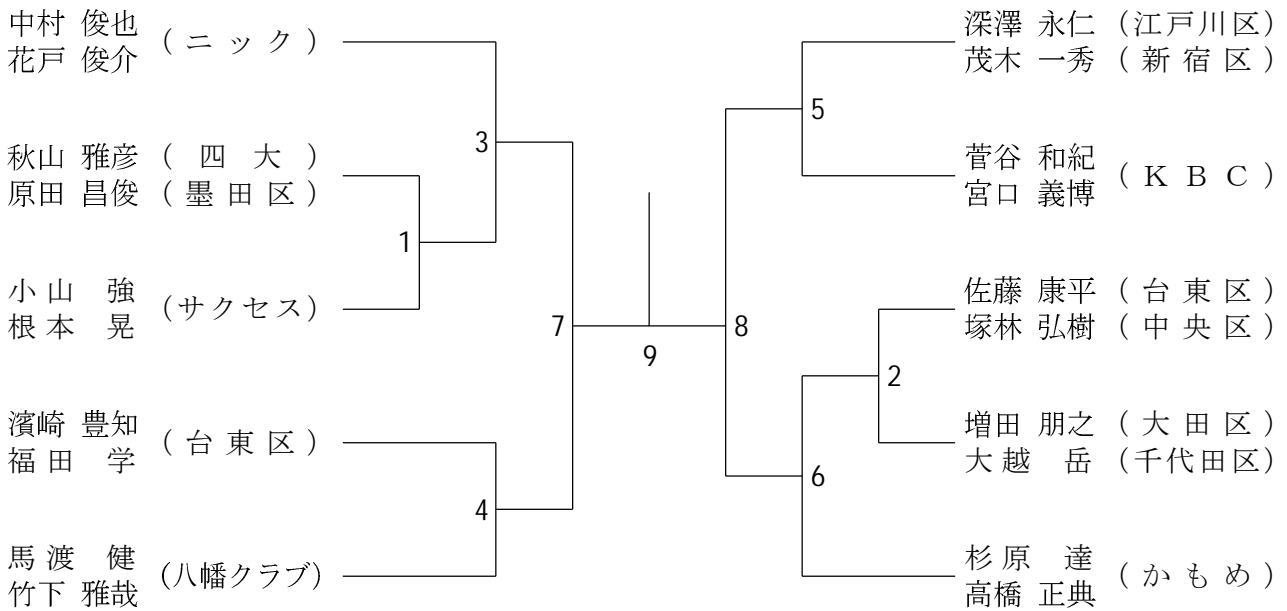 中村 俊也
花戸 俊介
(ニック)
秋山 雅彦 (四大)
原田 昌俊 (墨田区)
小山 強
根本 晃
(サクセス)
濱崎 豊知
福田 学
(台東区)
馬渡 健
竹下 雅哉
(八幡クラブ)
3
1
7
4
9
8
5
2
6
深澤 永仁 (江戸川区)
茂木 一秀 (新宿区)
菅谷 和紀
宮口 義博
(KBC)
佐藤 康平 (台東区)
塚林 弘樹 (中央区)
増田 朋之 (大田区)
大越 岳 (千代田区)
杉原 達
高橋 正典
(かもめ)